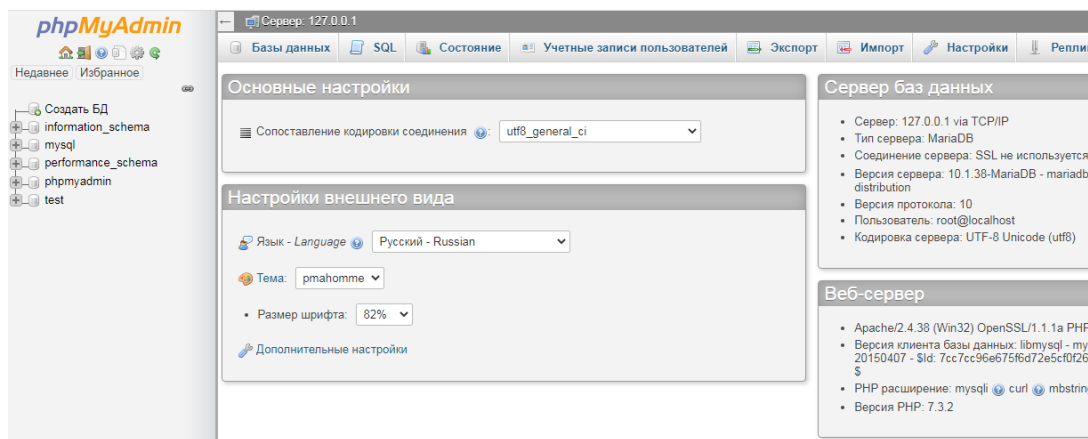 phpMyAdmin
Недавнее Избранное
Создать БД
information_schema
mysql
performance_schema
phpmyadmin
test
Сервер: 127.0.0.1
Базы данных SQL Состояние Учетные записи пользователей Экспорт Импорт Настройки
Основные настройки
Сопоставление кодировки соединения utf8_general_ci
Настройки внешнего вида
Язык - Language Русский - Russian
Тема: pmahomme
Размер шрифта: 82%
Дополнительные настройки
Сервер баз данных
Сервер: 127.0.0.1 via TCP/IP
Тип сервера: MariaDB
Соединение сервера: SSL не используется
Версия сервера: 10.1.38-MariaDB - mariadb
distribution
Версия протокола: 10
Пользователь: root@localhost
Кодировка сервера: UTF-8 Unicode (utf8)
Веб-сервер
Apache/2.4.38 (Win32) OpenSSL/1.1.1a PHP
Версия клиента базы данных: libmysql - my
20150407 - $Id: 7cc7cc96e675f6d72e5cf0f26
$
PHP расширение: mysqli curl mbstring
Версия PHP: 7.3.2